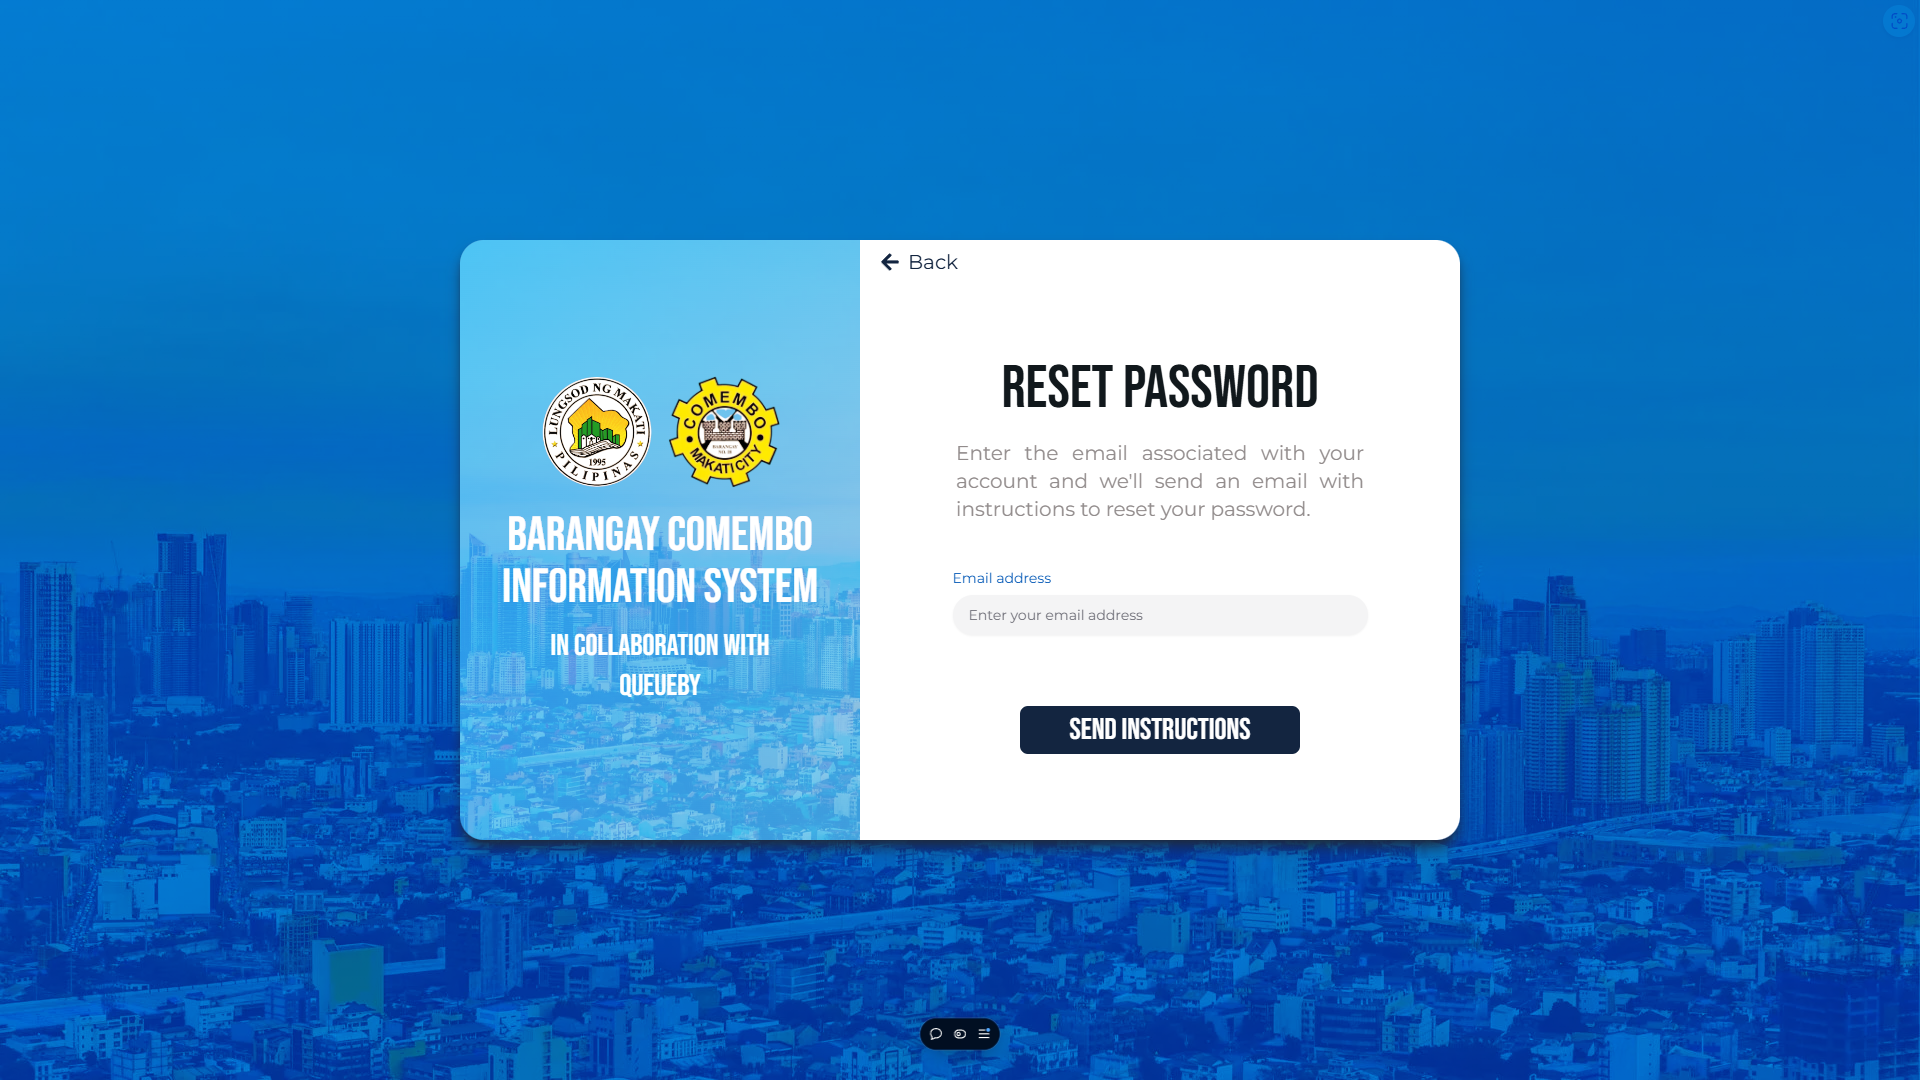 LUNGSOD NG MAKATI
1995
PILIPINAS
COMEMBO
BARANGAY
MAKATI CITY
BARANGAY COMEMBO
INFORMATION SYSTEM
IN COLLABORATION WITH
QUEUEBY
Back
RESET PASSWORD
Enter the email associated with your
account and we'll send an email with
instructions to reset your password.
Email address
Enter your email address
SEND INSTRUCTIONS